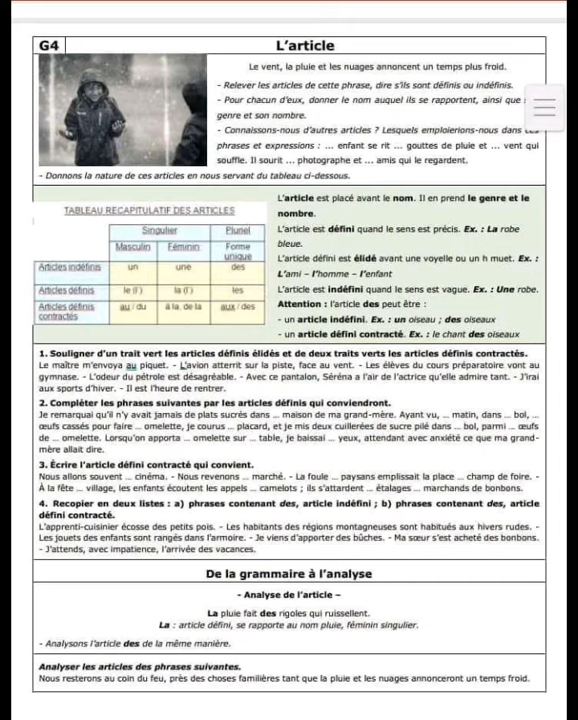 G4
L'article
Le vent, la pluie et les nuages annoncent un temps plus froid.
- Relever les articles de cette phrase, dire s'ils sont définis ou indéfinis.
- Pour chacun d'eux, donner le nom auquel ils se rapportent, ainsi que
genre et son nombre.
- Connaissons-nous d'autres articles ? Lesquels emploierions-nous dans ces
phrases et expressions : ... enfant se rit ... gouttes de pluie et ... vent qui
souffle. Il sourit ... photographe et ... amis qui le regardent.
- Donnons la nature de ces articles en nous servant du tableau ci-dessous.
TABLEAU RECAPITULATIF DES ARTICLES
Singulier Pluriel
Masculin Féminin Forme unique
Articles indéfinis un une des
Articles définis le (l') la (l') les
Articles définis contractés au / du à la, de la aux / des
L'article est placé avant le nom. Il en prend le genre et le
nombre.
L'article est défini quand le sens est précis. Ex. : La robe
bleue.
L'article défini est élidé avant une voyelle ou un h muet. Ex. :
L'ami – l'homme – l'enfant
L'article est indéfini quand le sens est vague. Ex. : Une robe.
Attention : l'article des peut être :
- un article indéfini. Ex. : un oiseau ; des oiseaux
- un article défini contracté. Ex. : le chant des oiseaux
1. Souligner d'un trait vert les articles définis élidés et de deux traits verts les articles définis contractés.
Le maître m'envoya au piquet. - L'avion atterrit sur la piste, face au vent. - Les élèves du cours préparatoire vont au
gymnase. - L'odeur du pétrole est désagréable. - Avec ce pantalon, Séréna a l'air de l'actrice qu'elle admire tant. - J'irai
aux sports d'hiver. - Il est l'heure de rentrer.
2. Compléter les phrases suivantes par les articles définis qui conviendront.
Je remarquai qu'il n'y avait jamais de plats sucrés dans ... maison de ma grand-mère. Ayant vu, ... matin, dans ... bol, ...
œufs cassés pour faire ... omelette, je courus ... placard, et je mis deux cuillerées de sucre pilé dans ... bol, parmi ... œufs
de ... omelette. Lorsqu'on apporta ... omelette sur ... table, je baissai ... yeux, attendant avec anxiété ce que ma grand-
mère allait dire.
3. Écrire l'article défini contracté qui convient.
Nous allons souvent ... cinéma. - Nous revenons ... marché. - La foule ... paysans emplissait la place ... champ de foire. -
À la fête ... village, les enfants écoutent les appels ... camelots ; ils s'attardent ... étalages ... marchands de bonbons.
4. Recopier en deux listes : a) phrases contenant des, article indéfini ; b) phrases contenant des, article
défini contracté.
L'apprenti-cuisinier écosse des petits pois. - Les habitants des régions montagneuses sont habitués aux hivers rudes. -
Les jouets des enfants sont rangés dans l'armoire. - Je viens d'apporter des bûches. - Ma sœur s'est acheté des bonbons.
- J'attends, avec impatience, l'arrivée des vacances.
De la grammaire à l'analyse
- Analyse de l'article –
La pluie fait des rigoles qui ruissellent.
La : article défini, se rapporte au nom pluie, féminin singulier.
- Analysons l'article des de la même manière.
Analyser les articles des phrases suivantes.
Nous resterons au coin du feu, près des choses familières tant que la pluie et les nuages annonceront un temps froid.